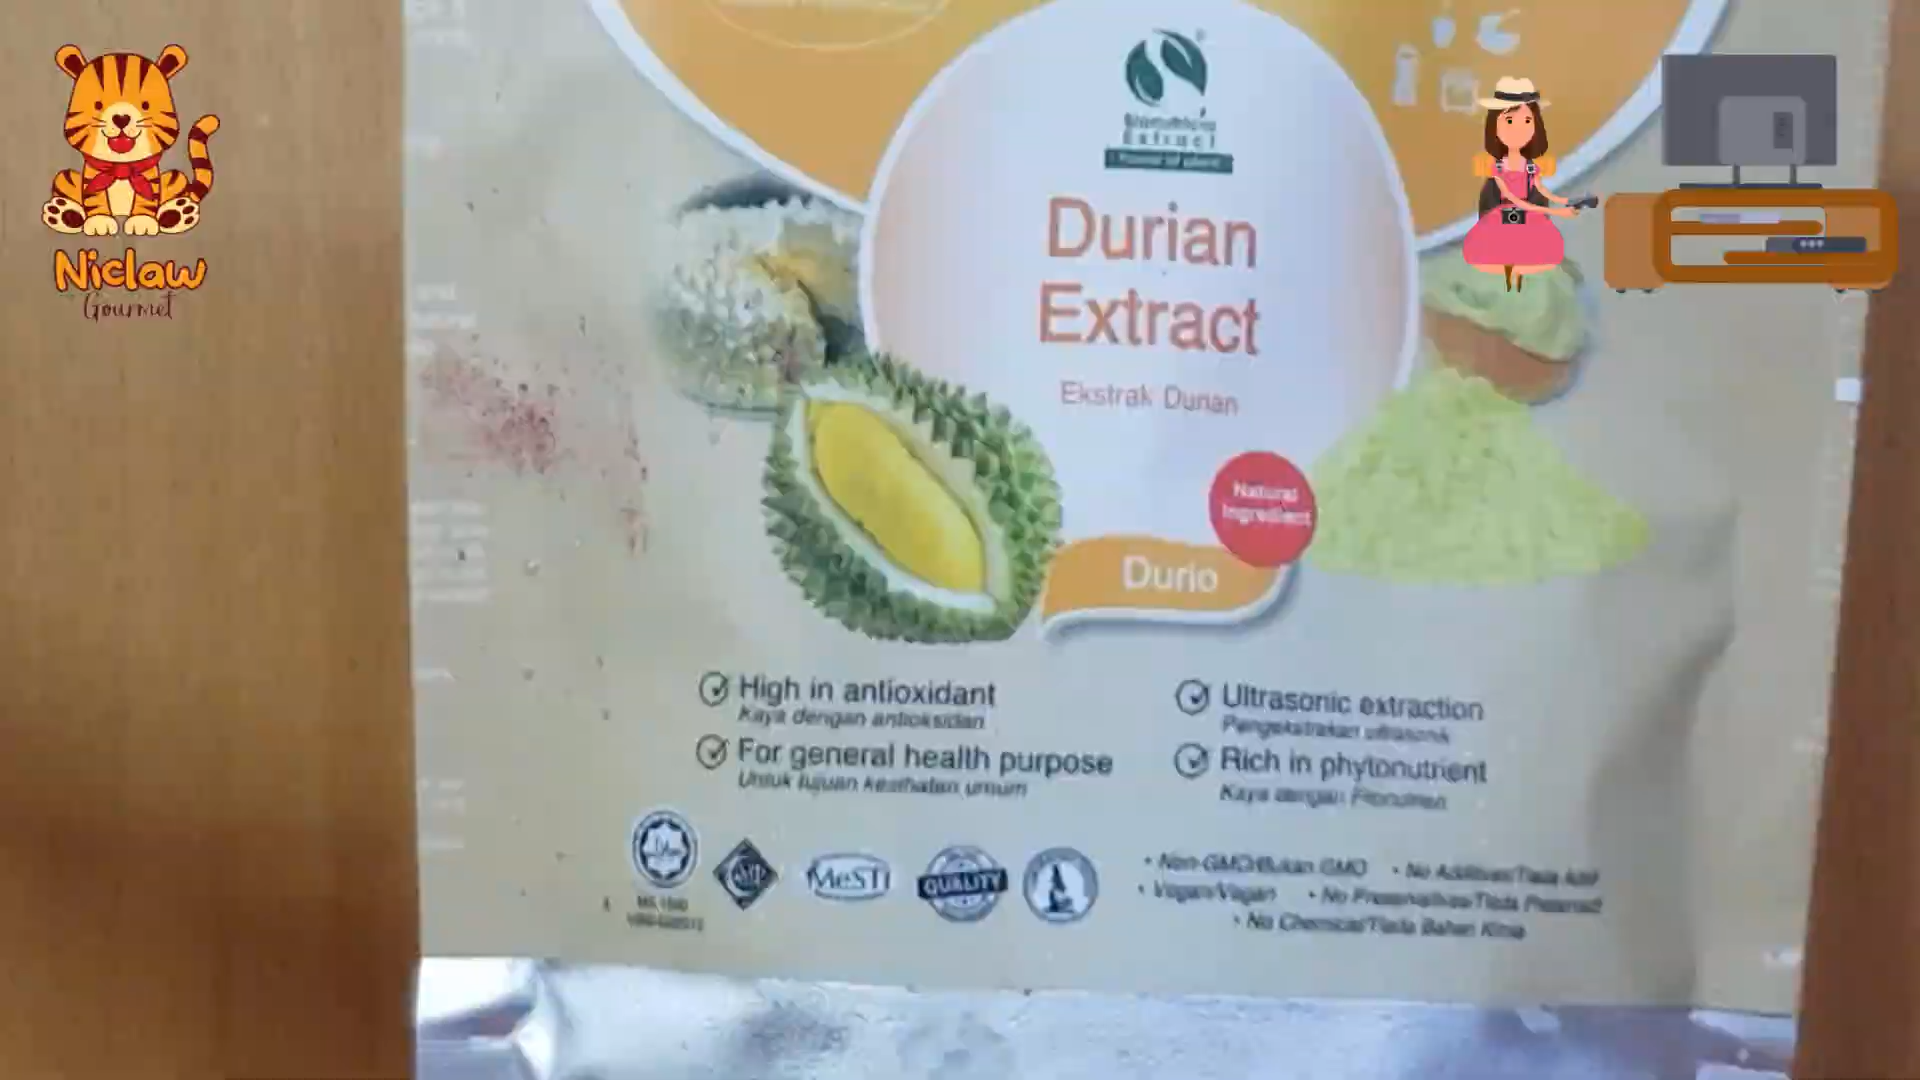 Niclaw
Gourmet
Bionutricia
Extract
Durian
Extract
Ekstrak Durian
Natural
Ingredient
Durio
High in antioxidant
Kaya dengan antioksidan
For general health purpose
Untuk tujuan kesihatan umum
Ultrasonic extraction
Pengekstrakan ultrasonik
Rich in phytonutrient
Kaya dengan Fitonutrien
MeSTI
QUALITY
• Non-GMO/Bukan GMO • No Additives/Tiada Aditif
• Vegan/Vegan • No Preservatives/Tiada
• No Chemical/Tiada Bahan Kimia